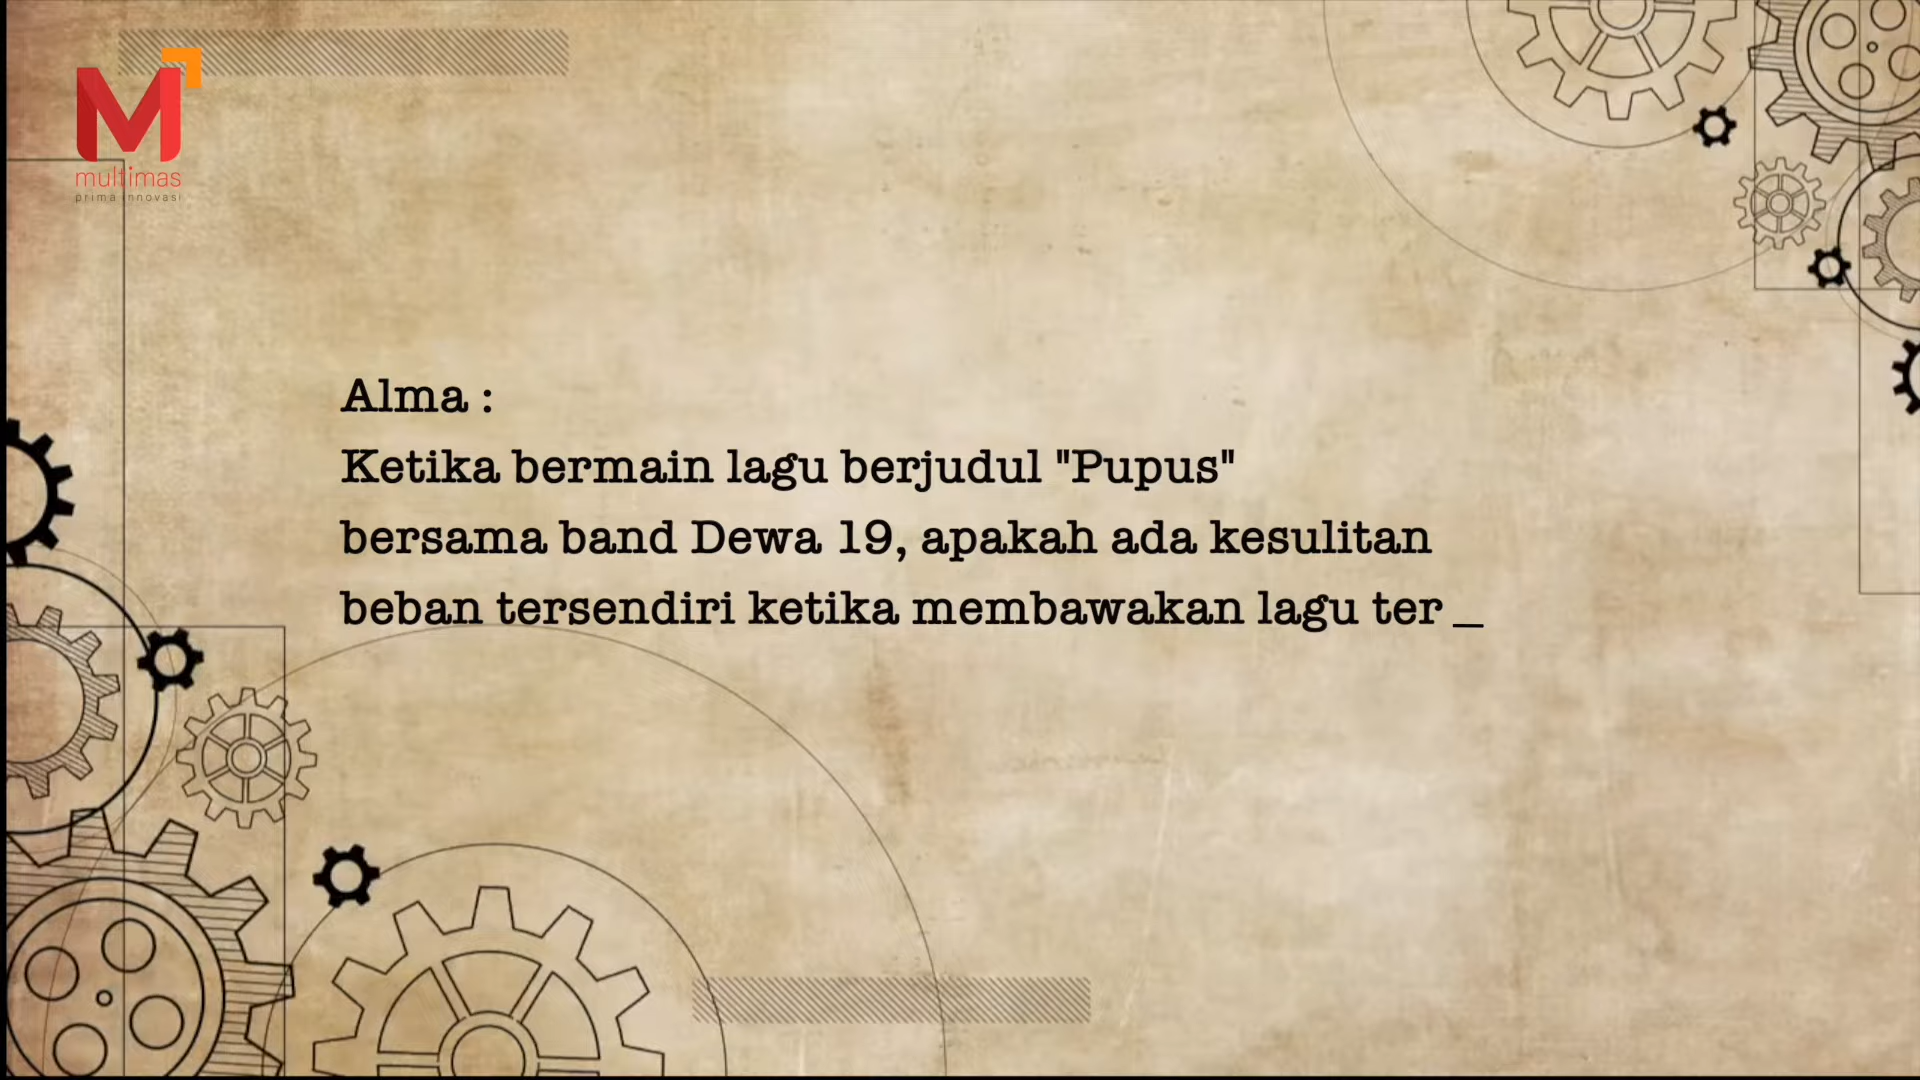 multimas
prima innovasi
Alma :
Ketika bermain lagu berjudul "Pupus"
bersama band Dewa 19, apakah ada kesulitan
beban tersendiri ketika membawakan lagu ter_